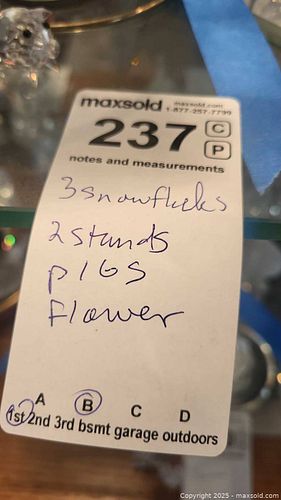 maxsold maxsold.com
1-877-257-7799
237 C
P
notes and measurements
3 snowflakes
2 stands
pigs
Flower
A B C D
1st 2nd 3rd bsmt garage outdoors
Copyright 2025 - maxsold.com